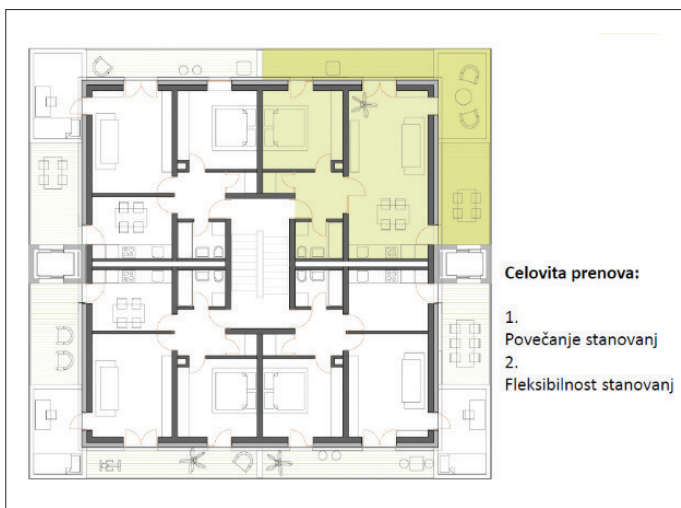 Celovita prenova:
1.
Povečanje stanovanj
2.
Fleksibilnost stanovanj